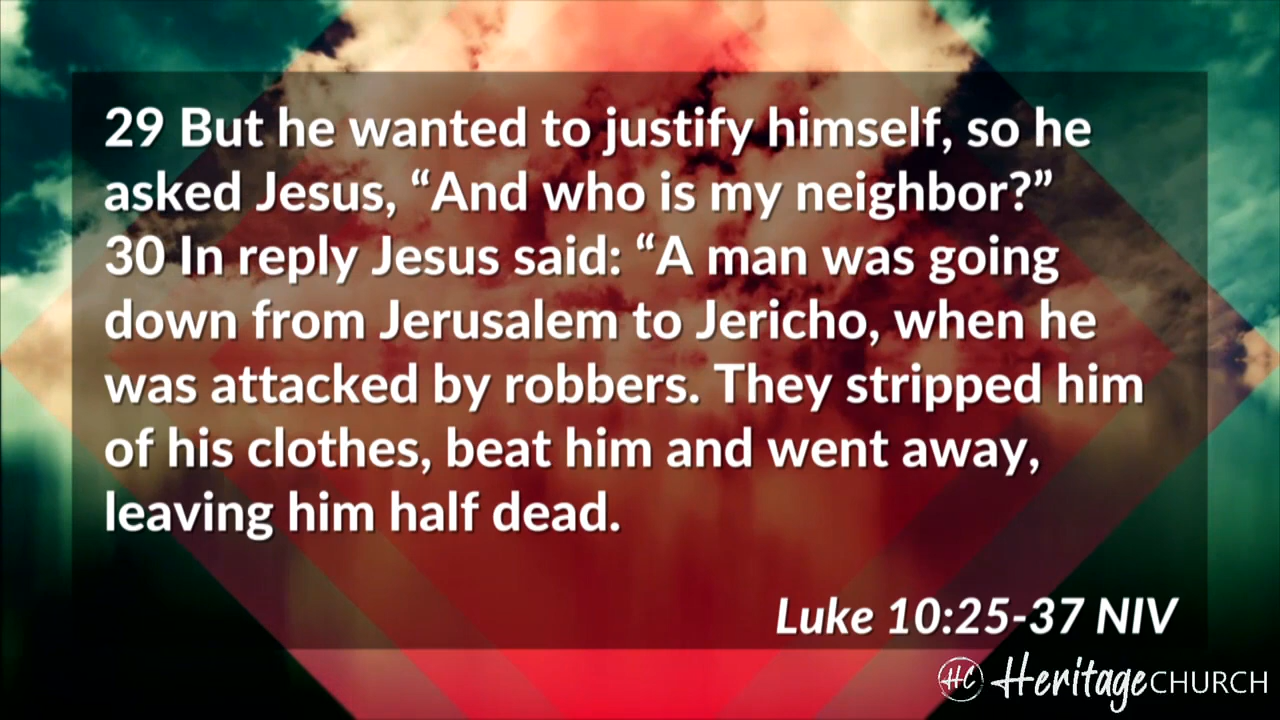 29 But he wanted to justify himself, so he
asked Jesus, “And who is my neighbor?”
30 In reply Jesus said: “A man was going
down from Jerusalem to Jericho, when he
was attacked by robbers. They stripped him
of his clothes, beat him and went away,
leaving him half dead.
Luke 10:25-37 NIV
HC Heritage CHURCH